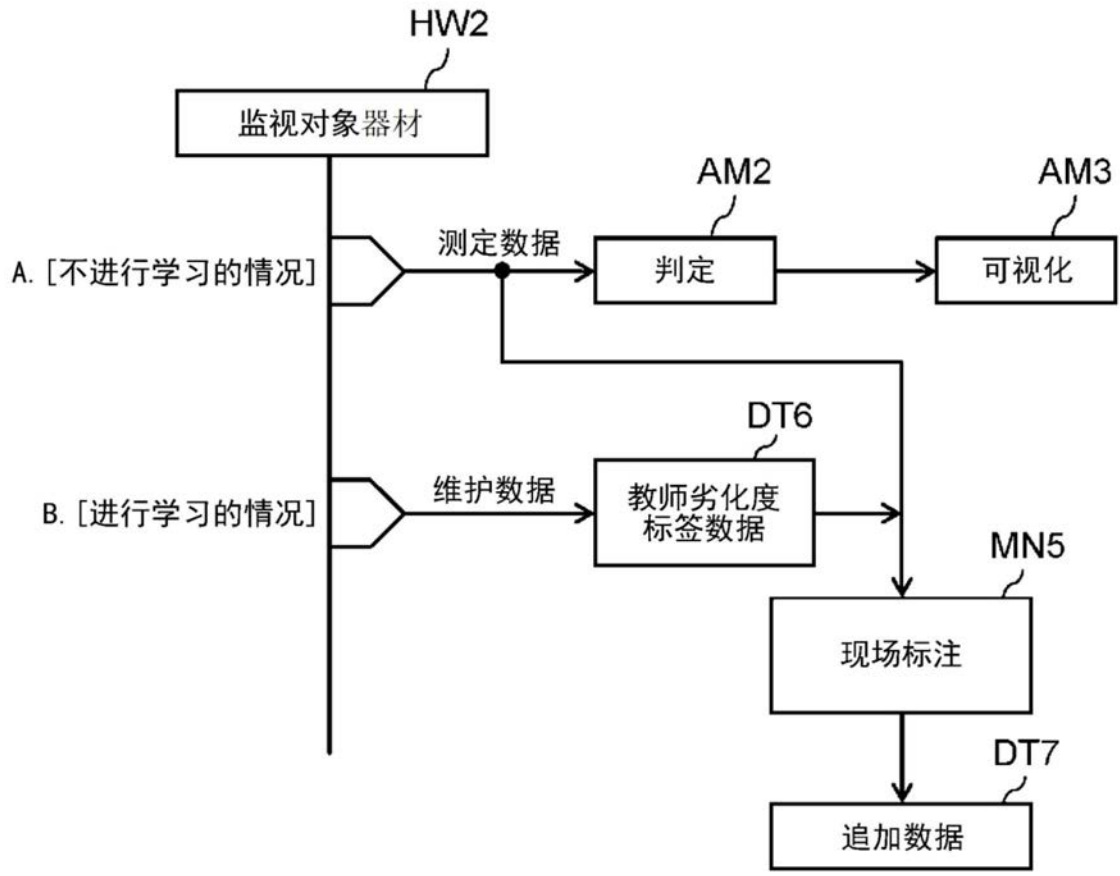 HW2
监视对象器材
AM2
AM3
A. [不进行学习的情况]
测定数据
判定
可视化
DT6
B. [进行学习的情况]
维护数据
教师劣化度
标签数据
MN5
现场标注
DT7
追加数据